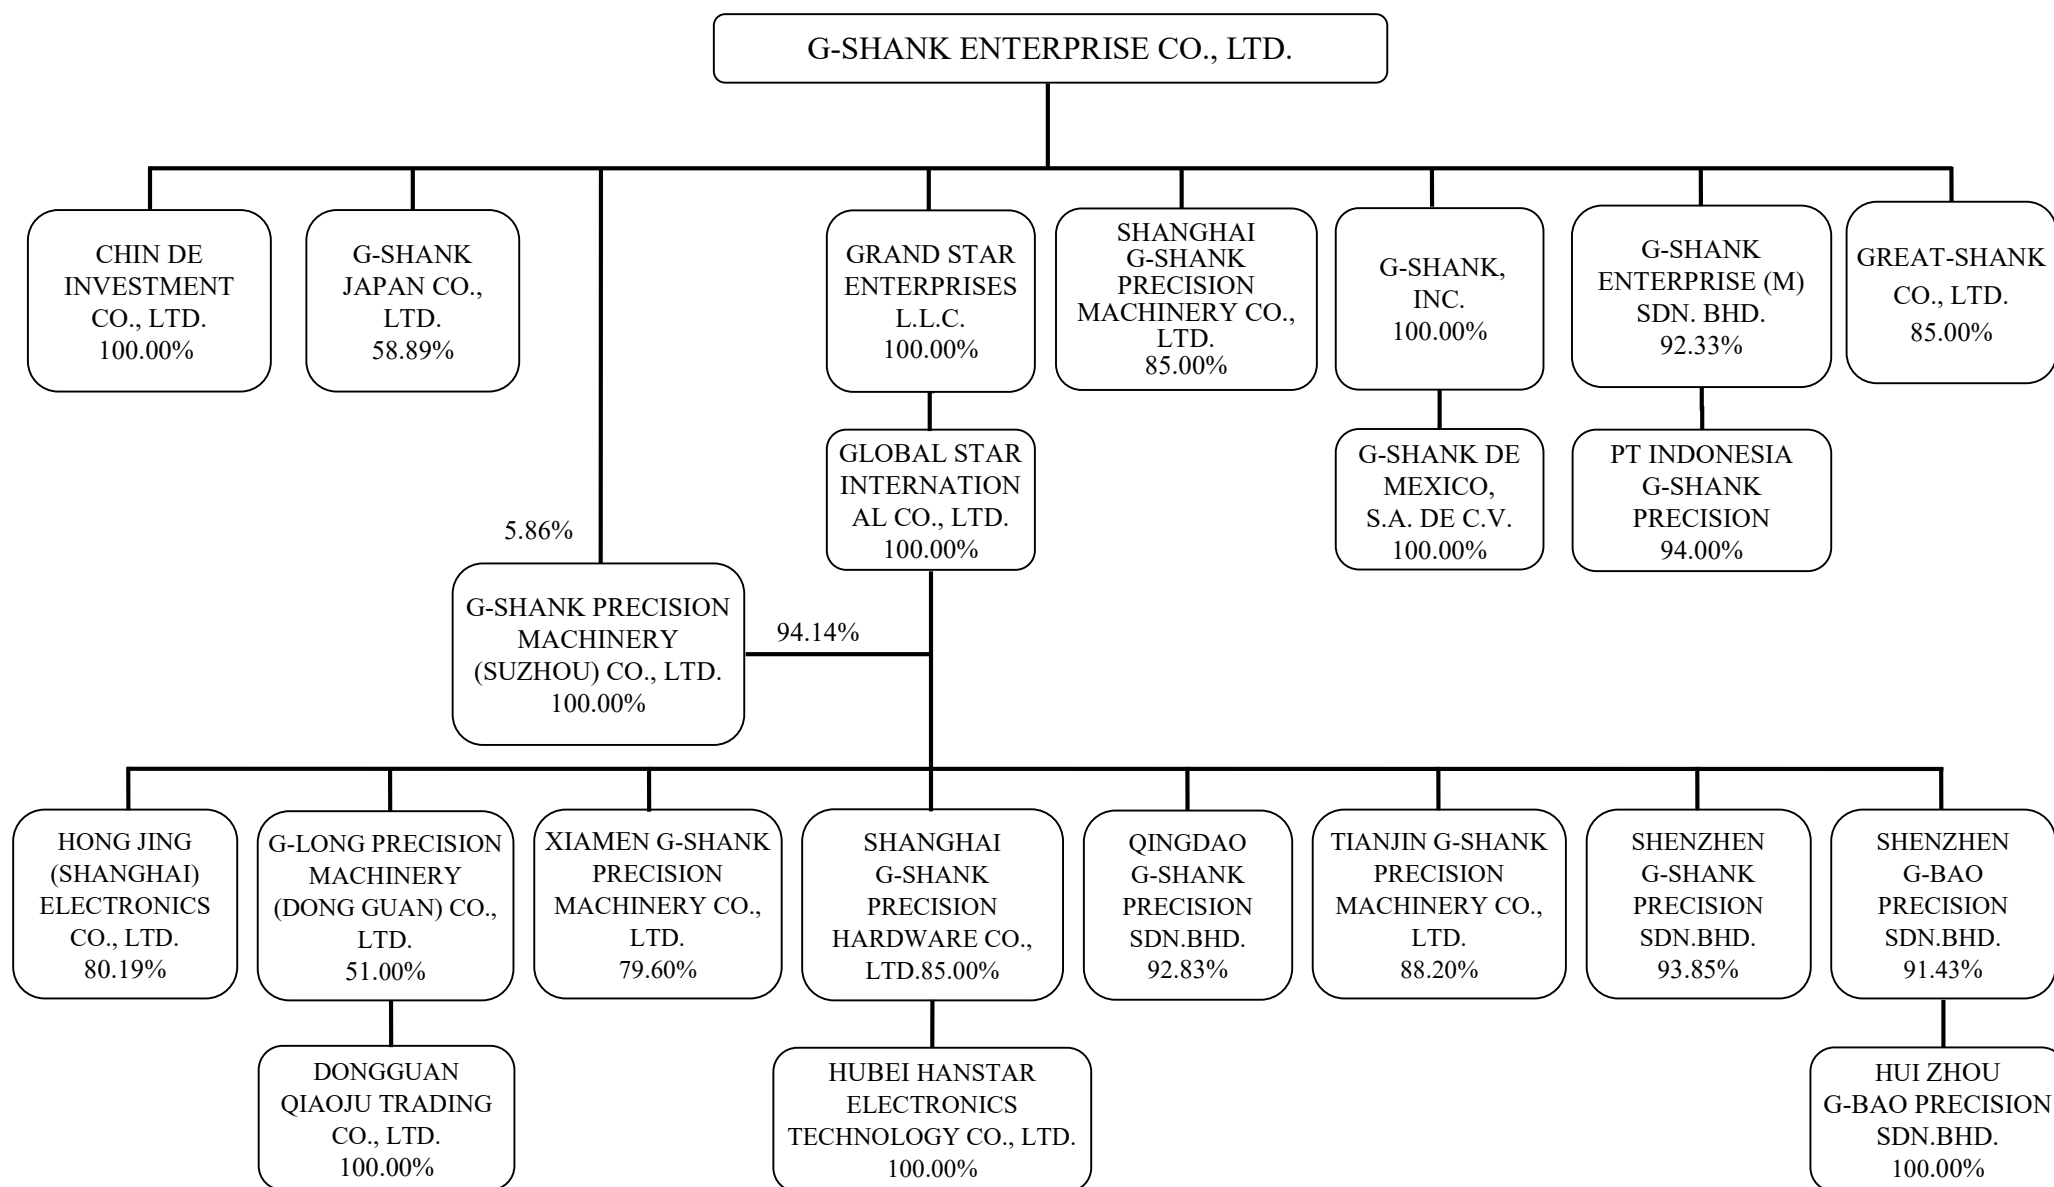 G-SHANK ENTERPRISE CO., LTD.
CHIN DE
INVESTMENT
CO., LTD.
100.00%
G-SHANK
JAPAN CO.,
LTD.
58.89%
GRAND STAR
ENTERPRISES
L.L.C.
100.00%
SHANGHAI
G-SHANK
PRECISION
MACHINERY CO.,
LTD.
85.00%
G-SHANK,
INC.
100.00%
G-SHANK
ENTERPRISE (M)
SDN. BHD.
92.33%
GREAT-SHANK
CO., LTD.
85.00%
GLOBAL STAR
INTERNATION
AL CO., LTD.
100.00%
G-SHANK DE
MEXICO,
S.A. DE C.V.
100.00%
PT INDONESIA
G-SHANK
PRECISION
94.00%
5.86%
G-SHANK PRECISION
MACHINERY
(SUZHOU) CO., LTD.
100.00%
94.14%
HONG JING
(SHANGHAI)
ELECTRONICS
CO., LTD.
80.19%
G-LONG PRECISION
MACHINERY
(DONG GUAN) CO.,
LTD.
51.00%
XIAMEN G-SHANK
PRECISION
MACHINERY CO.,
LTD.
79.60%
SHANGHAI
G-SHANK
PRECISION
HARDWARE CO.,
LTD.85.00%
QINGDAO
G-SHANK
PRECISION
SDN.BHD.
92.83%
TIANJIN G-SHANK
PRECISION
MACHINERY CO.,
LTD.
88.20%
SHENZHEN
G-SHANK
PRECISION
SDN.BHD.
93.85%
SHENZHEN
G-BAO
PRECISION
SDN.BHD.
91.43%
DONGGUAN
QIAOJU TRADING
CO., LTD.
100.00%
HUBEI HANSTAR
ELECTRONICS
TECHNOLOGY CO., LTD.
100.00%
HUI ZHOU
G-BAO PRECISION
SDN.BHD.
100.00%